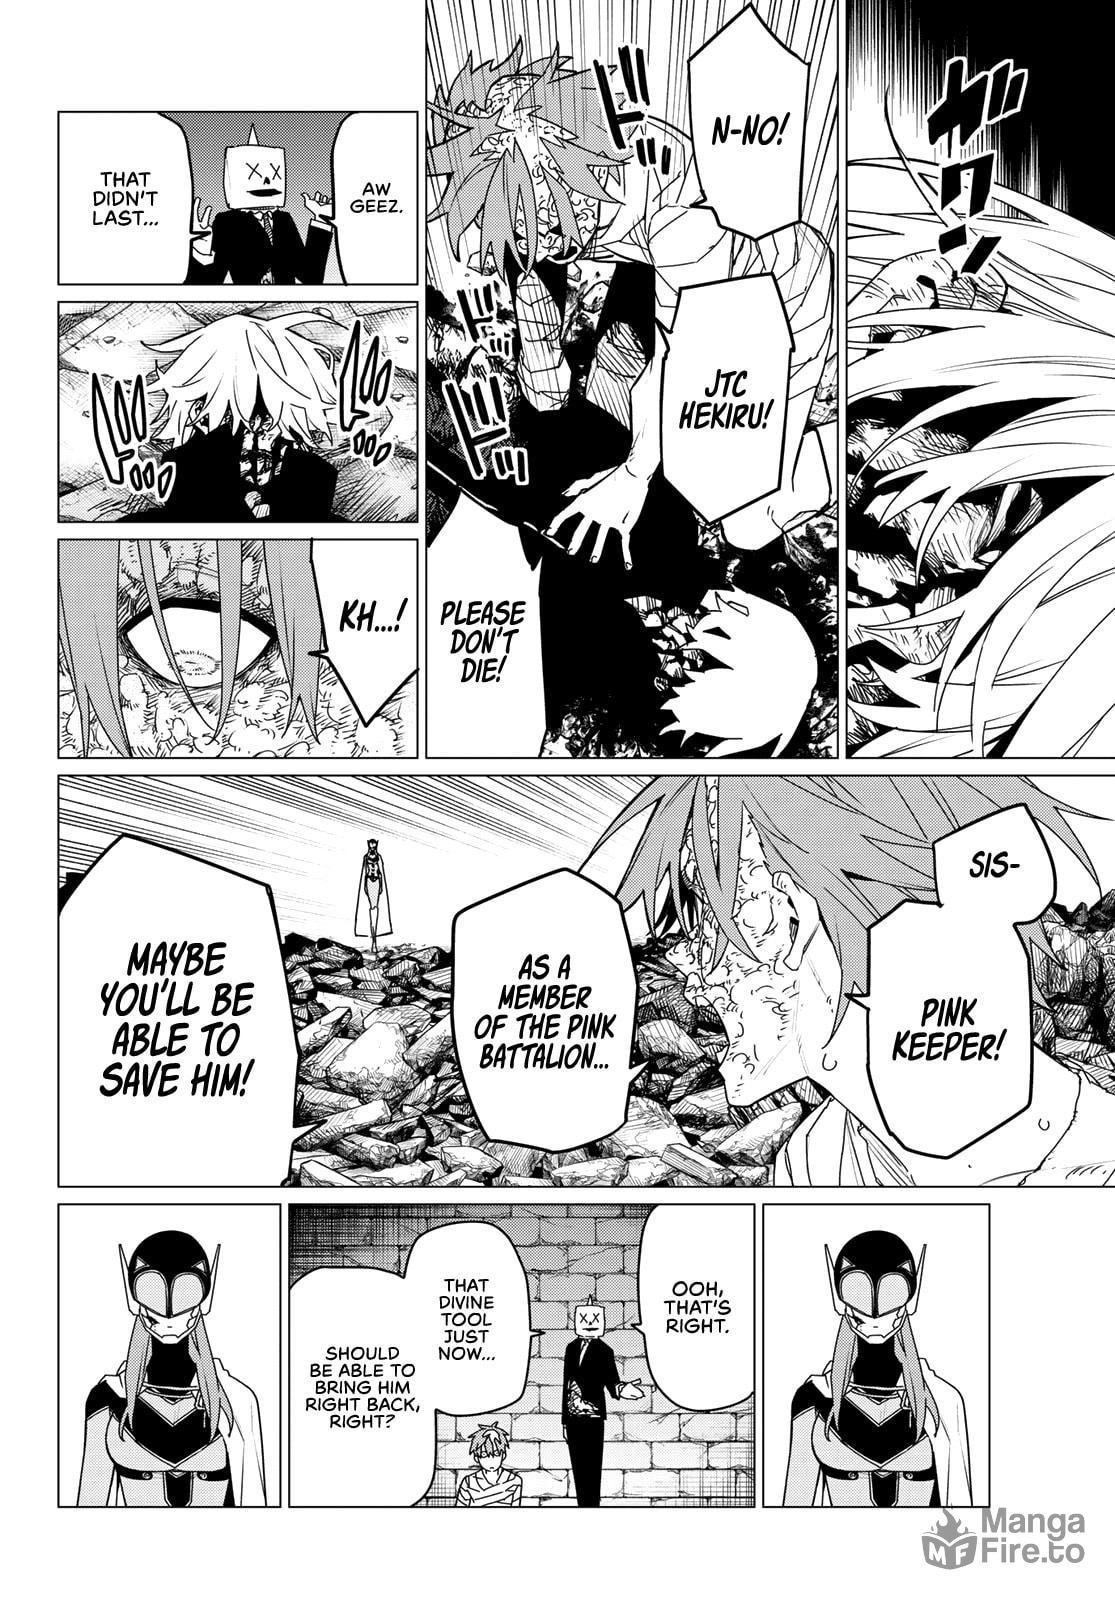 N-NO!
JTC
HEKIRU!
PLEASE
DON'T
DIE!
AW
GEEZ.
THAT
DIDN'T
LAST...
KH...!
SIS-
PINK
KEEPER!
AS A
MEMBER
OF THE PINK
BATTALION...
MAYBE
YOU'LL BE
ABLE TO
SAVE HIM!
OOH,
THAT'S
RIGHT.
THAT
DIVINE
TOOL
JUST
NOW...
SHOULD
BE ABLE TO
BRING HIM
RIGHT BACK,
RIGHT?
MF
Manga
Fire.to